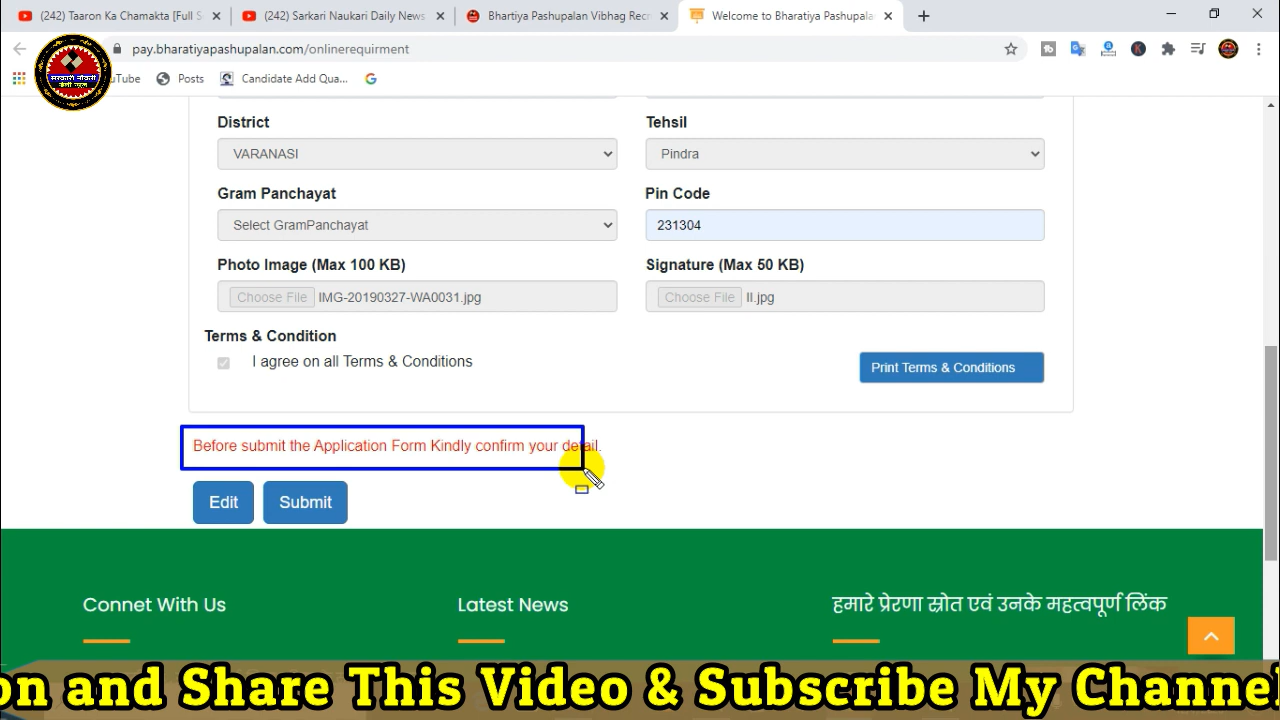 (242) Taaron Ka Chamakta [Full S
(242) Sarkari Naukari Daily New
Bhartiya Pashupalan Vibhag Recr
Welcome to Bharatiya Pashupalan
pay.bharatiyapashupalan.com/onlinerequirment
सरकारी नौकरी
डेली न्यूज
uTube
Posts
Candidate Add Qua...
District
Tehsil
VARANASI
Pindra
Gram Panchayat
Pin Code
Select GramPanchayat
231304
Photo Image (Max 100 KB)
Signature (Max 50 KB)
Choose File IMG-20190327-WA0031.jpg
Choose File II.jpg
Terms & Condition
I agree on all Terms & Conditions
Print Terms & Conditions
Before submit the Application Form Kindly confirm your detail.
Edit
Submit
Connet With Us
Latest News
हमारे प्रेरणा स्रोत एवं उनके महत्वपूर्ण लिंक
on and Share This Video & Subscribe My Channel